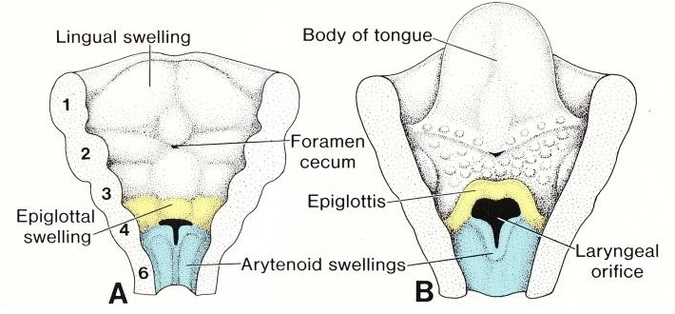 Lingual swelling
Body of tongue
1
2
Foramen
cecum
3
Epiglottis
Epiglottal
swelling
4
Laryngeal
orifice
6
Arytenoid swellings
A
B